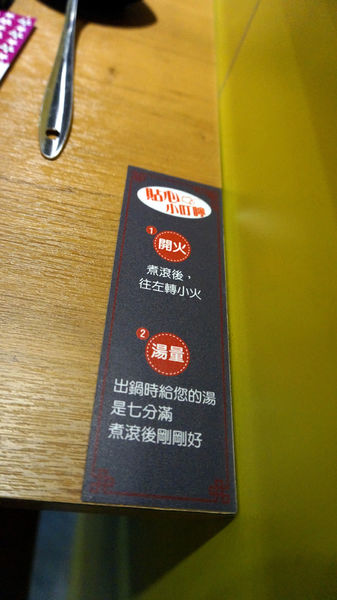 貼心
小叮嚀
1
開火
煮滾後，
往左轉小火
2
湯量
出鍋時給您的湯
是七分滿
煮滾後剛剛好